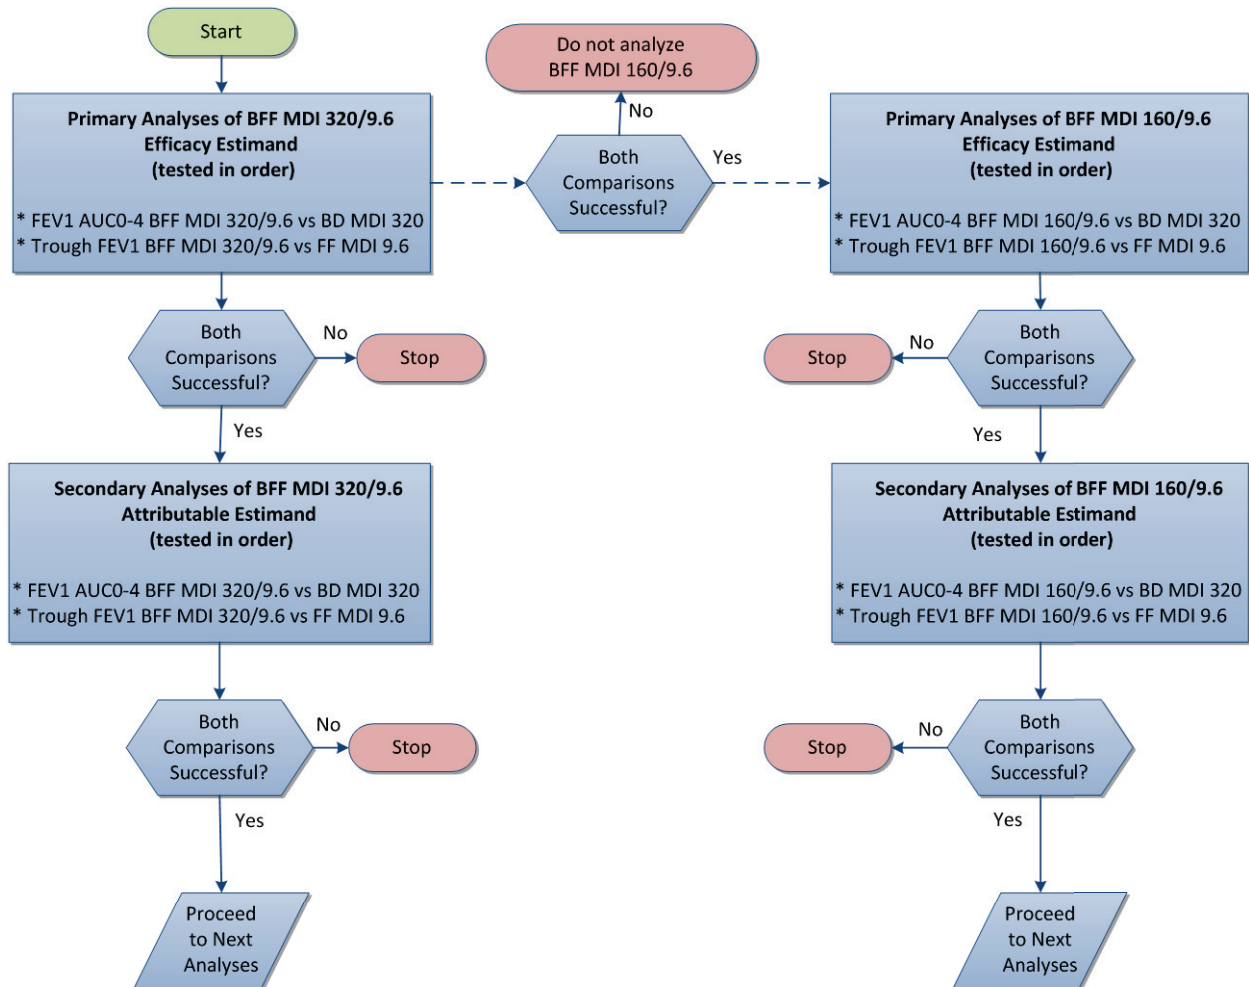 Start
Do not analyze
BFF MDI 160/9.6
No
Primary Analyses of BFF MDI 320/9.6
Efficacy Estimand
(tested in order)
* FEV1 AUC0-4 BFF MDI 320/9.6 vs BD MDI 320
* Trough FEV1 BFF MDI 320/9.6 vs FF MDI 9.6
Both
Comparisons
Successful?
Yes
Primary Analyses of BFF MDI 160/9.6
Efficacy Estimand
(tested in order)
* FEV1 AUC0-4 BFF MDI 160/9.6 vs BD MDI 320
* Trough FEV1 BFF MDI 160/9.6 vs FF MDI 9.6
Both
Comparisons
Successful?
No
Stop
Yes
Stop
No
Both
Comparisons
Successful?
Yes
Secondary Analyses of BFF MDI 320/9.6
Attributable Estimand
(tested in order)
* FEV1 AUC0-4 BFF MDI 320/9.6 vs BD MDI 320
* Trough FEV1 BFF MDI 320/9.6 vs FF MDI 9.6
Secondary Analyses of BFF MDI 160/9.6
Attributable Estimand
(tested in order)
* FEV1 AUC0-4 BFF MDI 160/9.6 vs BD MDI 320
* Trough FEV1 BFF MDI 160/9.6 vs FF MDI 9.6
Both
Comparisons
Successful?
No
Stop
Yes
Stop
No
Both
Comparisons
Successful?
Yes
Proceed
to Next
Analyses
Proceed
to Next
Analyses